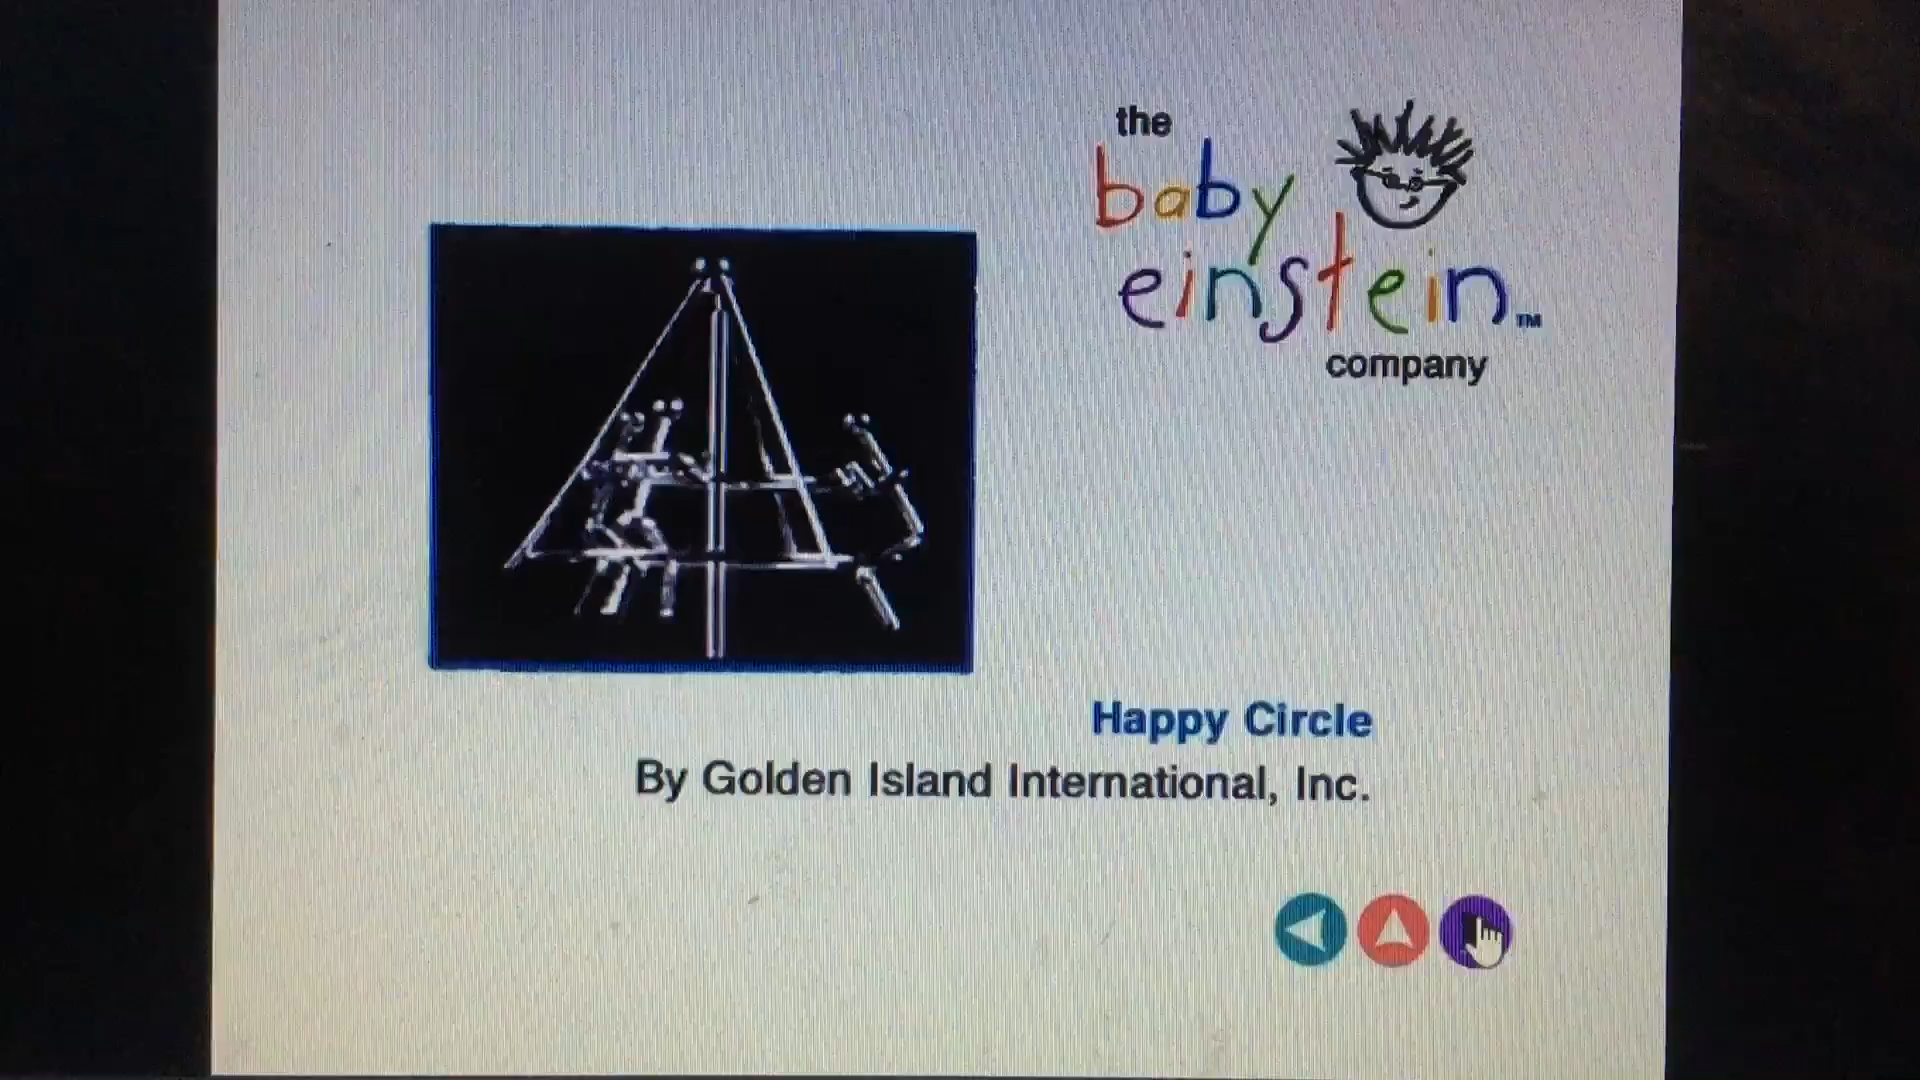 the
baby
einstein™
company
Happy Circle
By Golden Island International, Inc.